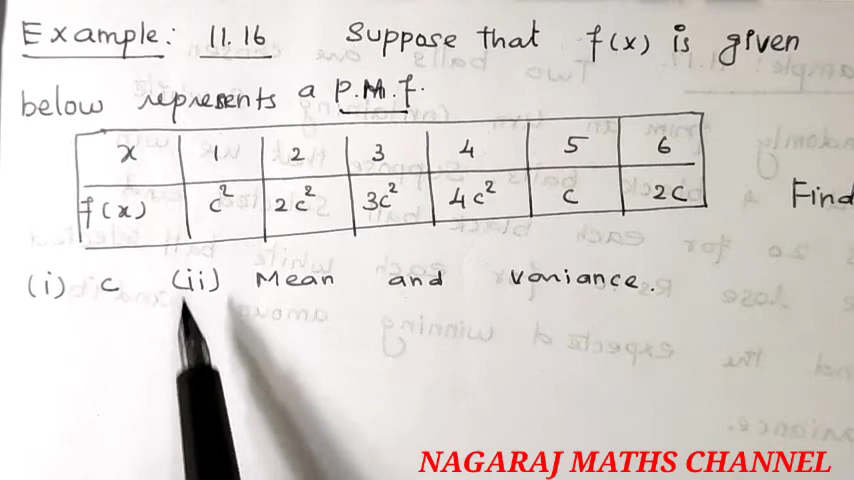 Example: 11.16 Suppose that f(x) is given
below represents a P.M.f.
x 1 2 3 4 5 6
f(x) c² 2c² 3c² 4c² c 2c Find
(i) c (ii) Mean and variance.
NAGARAJ MATHS CHANNEL